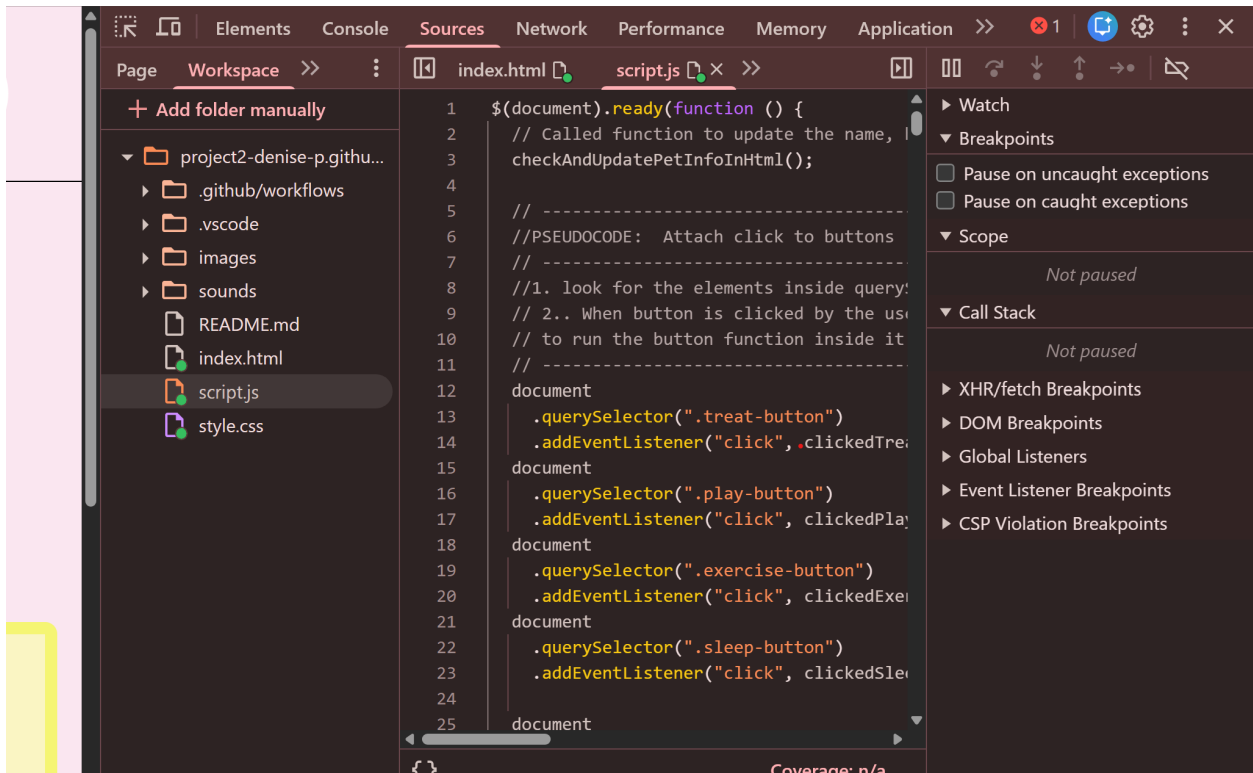 Elements Console Sources Network Performance Memory Application 1
Page Workspace index.html script.js
Add folder manually
project2-denise-p.githu...
.github/workflows
.vscode
images
sounds
README.md
index.html
script.js
style.css
1 $(document).ready(function () {
2 // Called function to update the name,
3 checkAndUpdatePetInfoInHtml();
4
5 // -----------------------------------
6 //PSEUDOCODE:  Attach click to buttons
7 // -----------------------------------
8 //1. look for the elements inside query
9 // 2.. When button is clicked by the use
10 // to run the button function inside it
11 // -----------------------------------
12 document
13 .querySelector(".treat-button")
14 .addEventListener("click", clickedTrea
15 document
16 .querySelector(".play-button")
17 .addEventListener("click", clickedPlay
18 document
19 .querySelector(".exercise-button")
20 .addEventListener("click", clickedExer
21 document
22 .querySelector(".sleep-button")
23 .addEventListener("click", clickedSlee
24
25 document
{} Coverage: n/a
Watch
Breakpoints
Pause on uncaught exceptions
Pause on caught exceptions
Scope
Not paused
Call Stack
Not paused
XHR/fetch Breakpoints
DOM Breakpoints
Global Listeners
Event Listener Breakpoints
CSP Violation Breakpoints